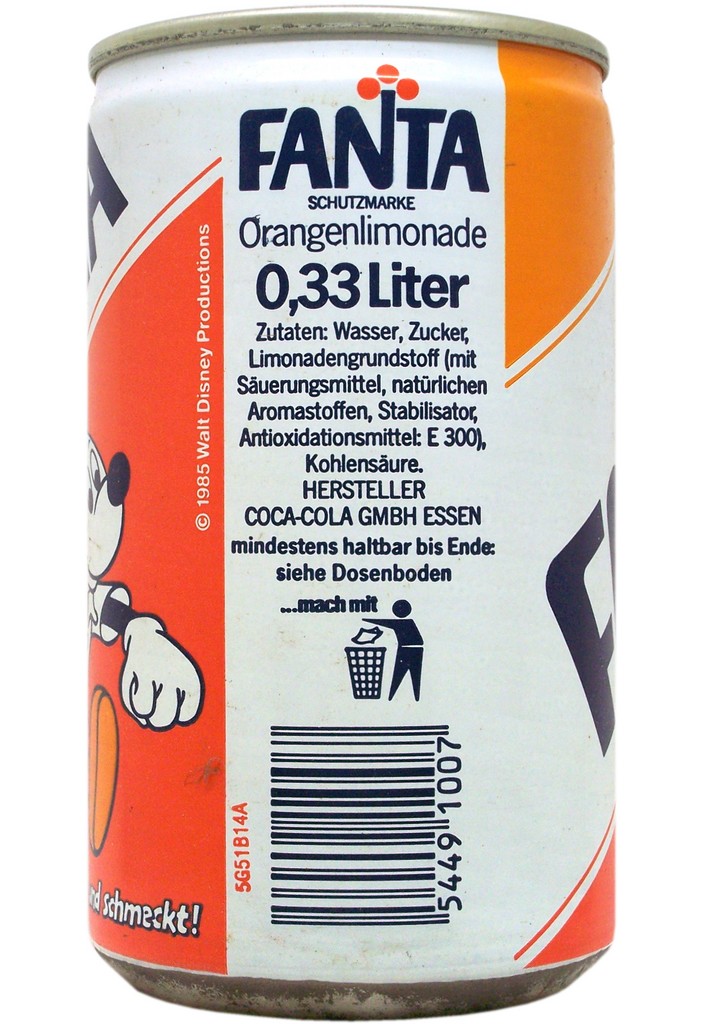 FANTA
SCHUTZMARKE
Orangenlimonade
0,33 Liter
Zutaten: Wasser, Zucker,
Limonadengrundstoff (mit
Säuerungsmittel, natürlichen
Aromastoffen, Stabilisator,
Antioxidationsmittel: E 300),
Kohlensäure.
HERSTELLER
COCA-COLA GMBH ESSEN
mindestens haltbar bis Ende:
siehe Dosenboden
...mach mit
5449 1007
5G51B14A
© 1985 Walt Disney Productions
schmeckt!